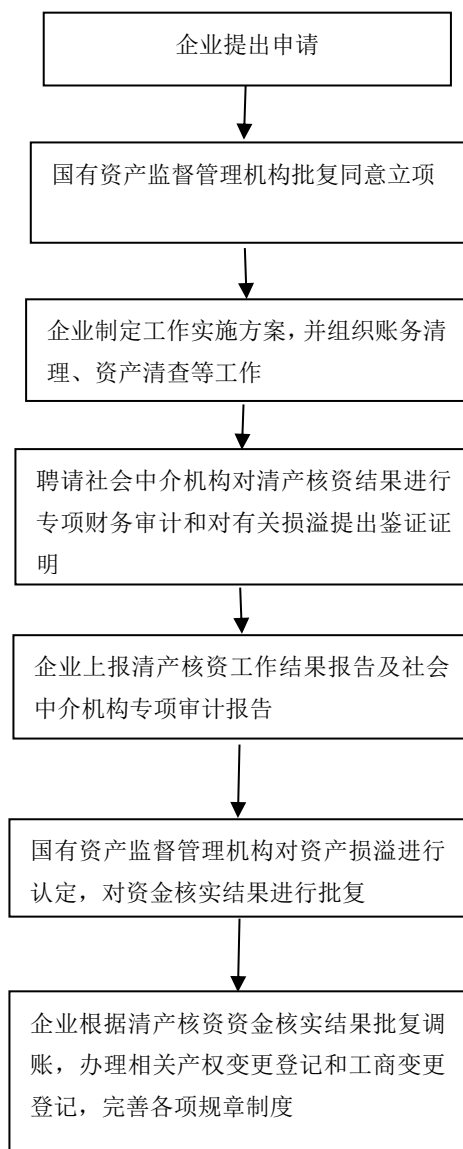 企业提出申请
国有资产监督管理机构批复同意立项
企业制定工作实施方案，并组织账务清
理、资产清查等工作
聘请社会中介机构对清产核资结果进行
专项财务审计和对有关损溢提出鉴证证
明
企业上报清产核资工作结果报告及社会
中介机构专项审计报告
国有资产监督管理机构对资产损溢进行
认定，对资金核实结果进行批复
企业根据清产核资资金核实结果批复调
账，办理相关产权变更登记和工商变更
登记，完善各项规章制度